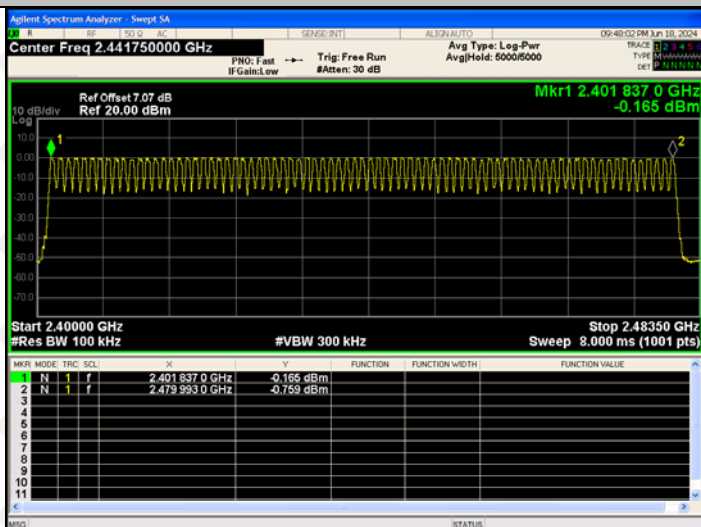 Agilent Spectrum Analyzer - Swept SA
R RF 50 Ω AC SENSE:INT ALIGN AUTO 09:48:02 PM Jun 18, 2024
Center Freq 2.441750000 GHz Avg Type: Log-Pwr TRACE 1 2 3 4 5 6
PNO: Fast Trig: Free Run Avg|Hold: 5000/5000 TYPE M
IFGain:Low #Atten: 30 dB DET P N N N N N
Mkr1 2.401 837 0 GHz
-0.165 dBm
Ref Offset 7.07 dB
10 dB/div Ref 20.00 dBm
Log
10.0
0.00
-10.0
-20.0
-30.0
-40.0
-50.0
-60.0
-70.0
1
2
Start 2.40000 GHz Stop 2.48350 GHz
#Res BW 100 kHz #VBW 300 kHz Sweep 8.000 ms (1001 pts)
MKR MODE TRC SCL X Y FUNCTION FUNCTION WIDTH FUNCTION VALUE
1 N 1 f 2.401 837 0 GHz -0.165 dBm
2 N 1 f 2.479 993 0 GHz -0.759 dBm
3
4
5
6
7
8
9
10
11
MSG STATUS